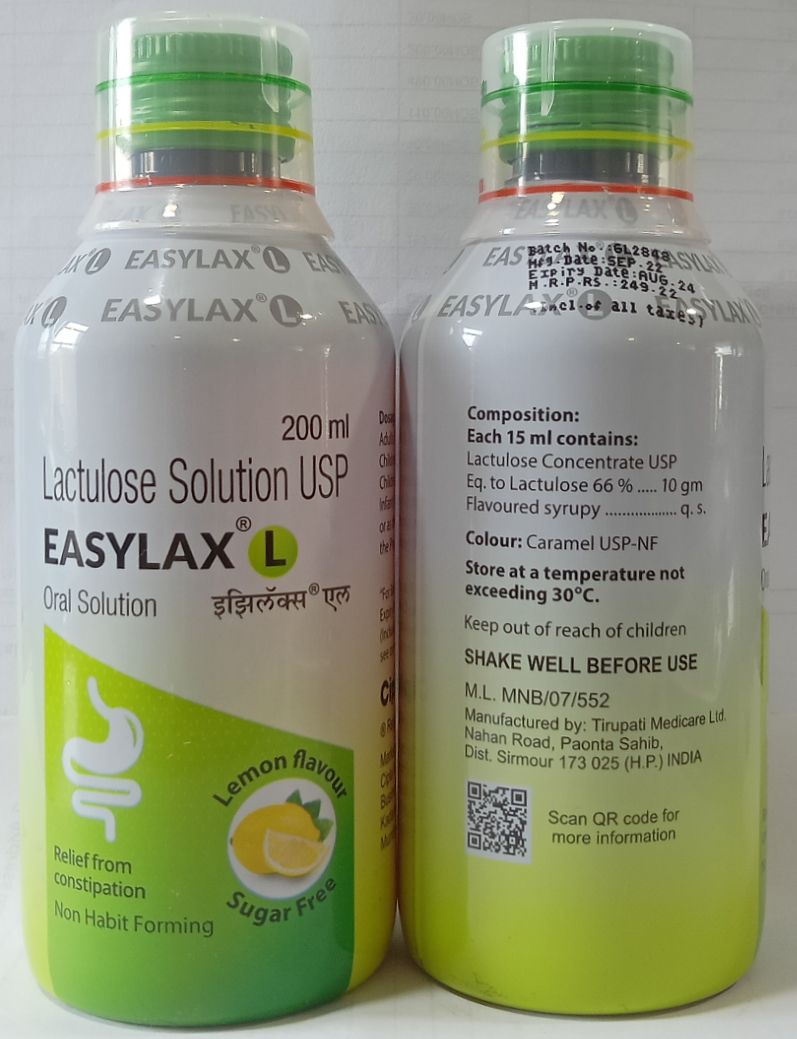 EASYLAX® L
EASYLAX® L
200 ml
Lactulose Solution USP
EASYLAX® L
Oral Solution
इझिलॅक्स® एल
Lemon flavour
Sugar Free
Relief from
constipation
Non Habit Forming
EASYLAX L
Batch No.:GL2848
Mfg.Date:SEP.22
Expiry Date:AUG.24
M.R.P.RS.:249.22
(incl.of all taxes)
EASYLAX® L
Composition:
Each 15 ml contains:
Lactulose Concentrate USP
Eq. to Lactulose 66 % ..... 10 gm
Flavoured syrupy .................. q. s.
Colour: Caramel USP-NF
Store at a temperature not
exceeding 30°C.
Keep out of reach of children
SHAKE WELL BEFORE USE
M.L. MNB/07/552
Manufactured by: Tirupati Medicare Ltd.
Nahan Road, Paonta Sahib,
Dist. Sirmour 173 025 (H.P.) INDIA
Scan QR code for
more information